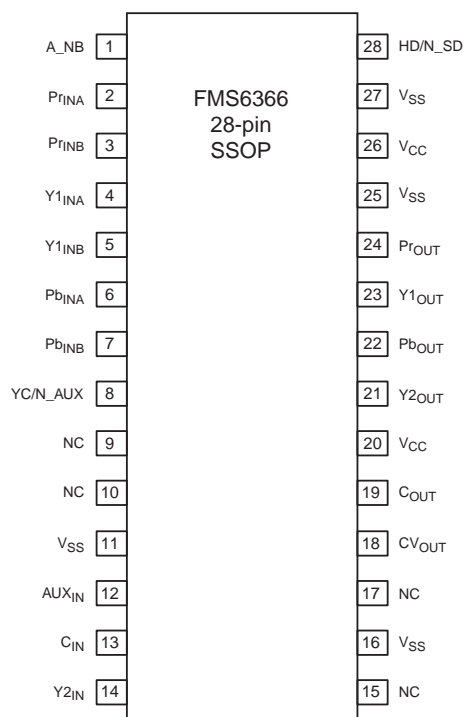 A_NB 1 28 HD/N_SD
PrINA 2 FMS6366 27 VSS
28-pin
PrINB 3 SSOP 26 VCC
Y1INA 4 25 VSS
Y1INB 5 24 PrOUT
PbINA 6 23 Y1OUT
PbINB 7 22 PbOUT
YC/N_AUX 8 21 Y2OUT
NC 9 20 VCC
NC 10 19 COUT
VSS 11 18 CVOUT
AUXIN 12 17 NC
CIN 13 16 VSS
Y2IN 14 15 NC